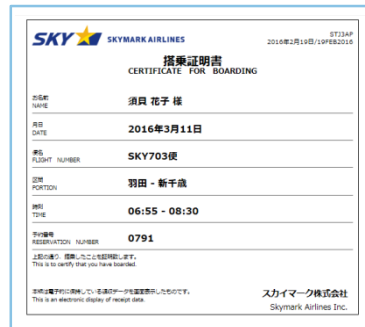 SKY SKYMARK AIRLINES
STJJAP
2016年2月19日/19FEB2016
搭乗証明書
CERTIFICATE FOR BOARDING
お名前
NAME
須貝 花子 様
月日
DATE
2016年3月11日
便名
FLIGHT NUMBER
SKY703便
区間
PORTION
羽田 - 新千歳
時刻
TIME
06:55 - 08:30
予約番号
RESERVATION NUMBER
0791
上記の通り、搭乗したことを証明致します。
This is to certify that you have boarded.
本帳は電子的に保持している領収データを画面表示したものです。
This is an electronic display of receipt data.
スカイマーク株式会社
Skymark Airlines Inc.